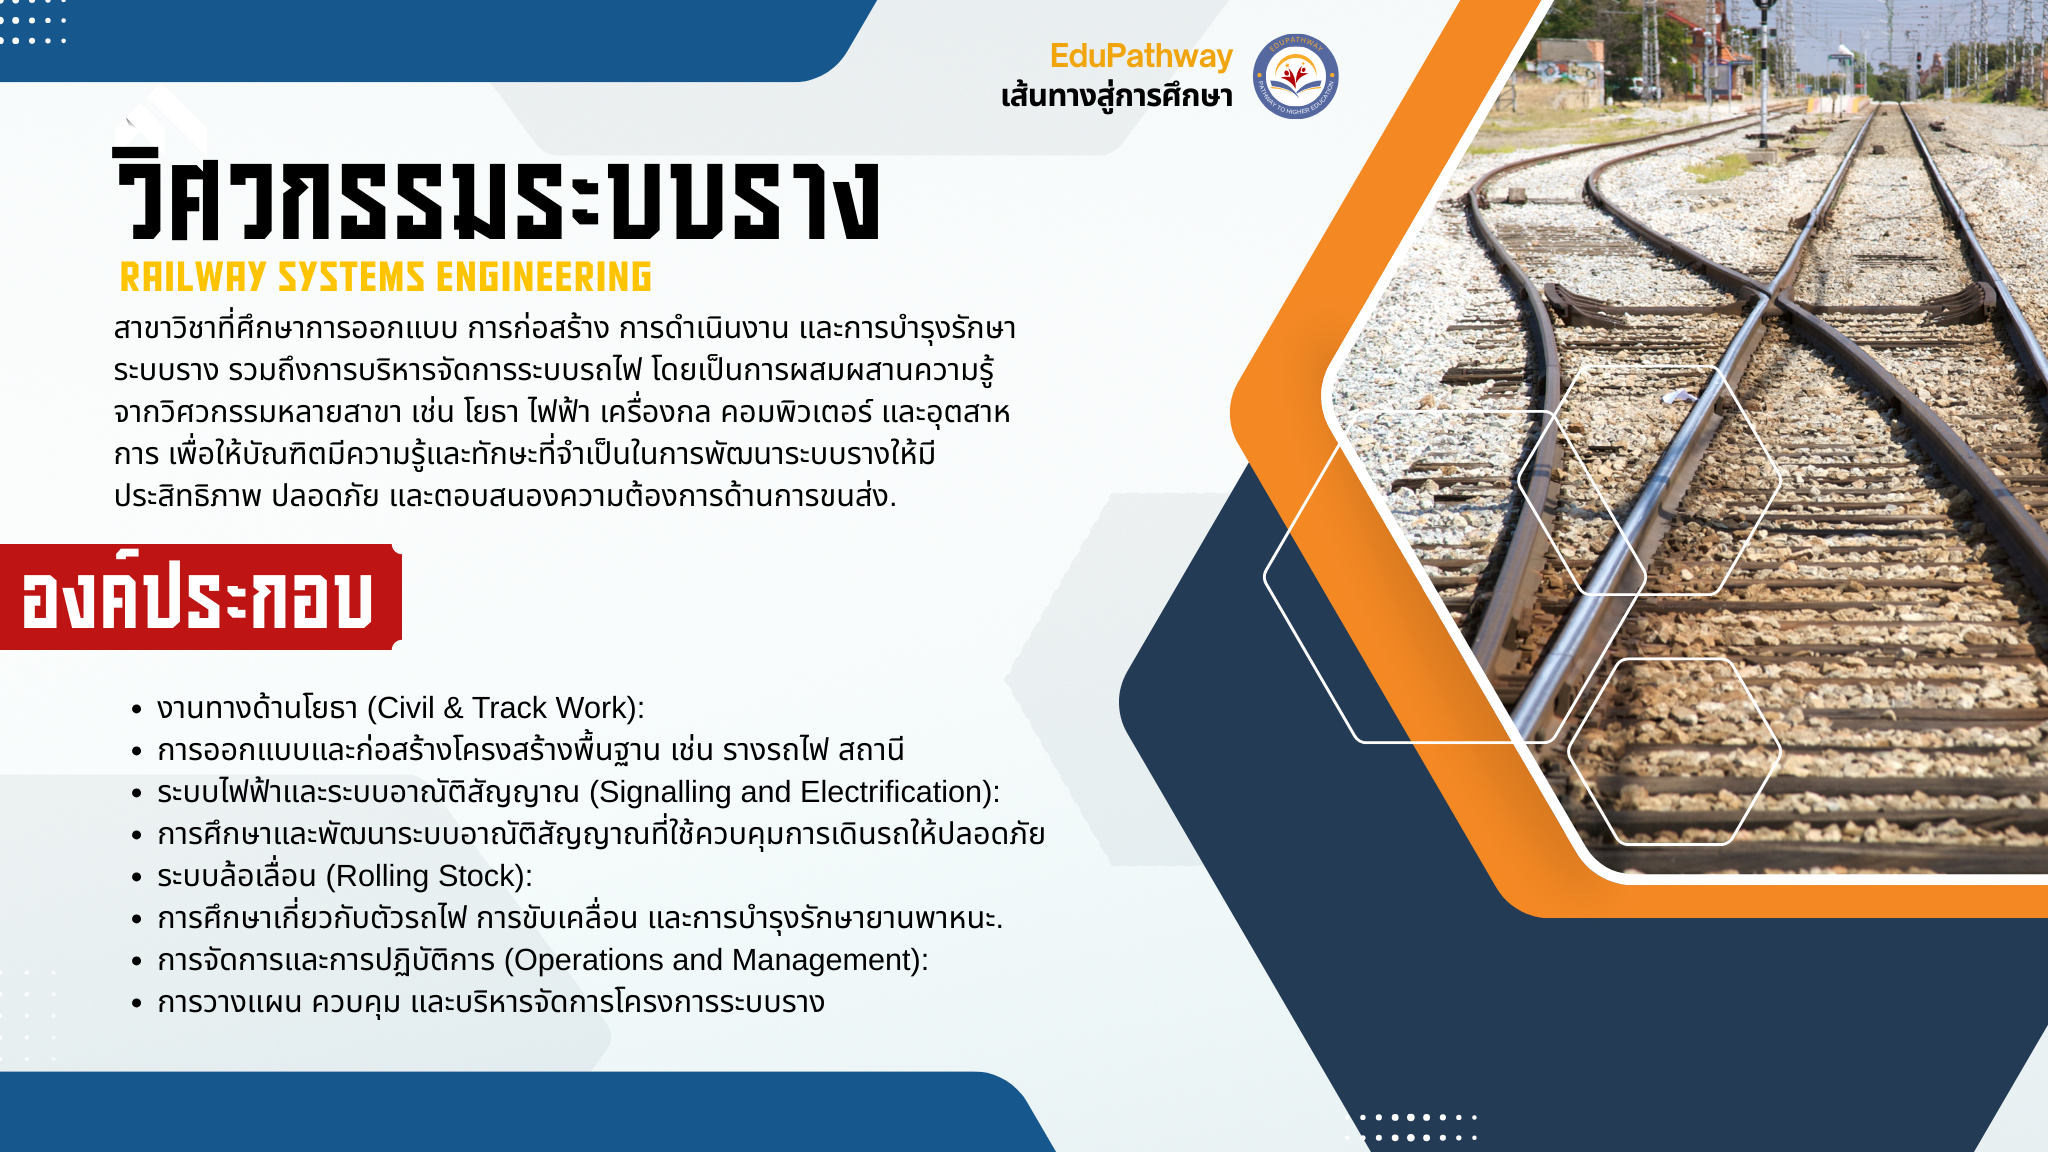 EduPathway
เส้นทางสู่การศึกษา
EDUPATHWAY
PATHWAY TO HIGHER EDUCATION
วิศวกรรมระบบราง
RAILWAY SYSTEMS ENGINEERING
สาขาวิชาที่ศึกษาการออกแบบ การก่อสร้าง การดำเนินงาน และการบำรุงรักษา
ระบบราง รวมถึงการบริหารจัดการระบบรถไฟ โดยเป็นการผสมผสานความรู้
จากวิศวกรรมหลายสาขา เช่น โยธา ไฟฟ้า เครื่องกล คอมพิวเตอร์ และอุตสาห
การ เพื่อให้บัณฑิตมีความรู้และทักษะที่จำเป็นในการพัฒนาระบบรางให้มี
ประสิทธิภาพ ปลอดภัย และตอบสนองความต้องการด้านการขนส่ง.
องค์ประกอบ
• งานทางด้านโยธา (Civil & Track Work):
• การออกแบบและก่อสร้างโครงสร้างพื้นฐาน เช่น รางรถไฟ สถานี
• ระบบไฟฟ้าและระบบอาณัติสัญญาณ (Signalling and Electrification):
• การศึกษาและพัฒนาระบบอาณัติสัญญาณที่ใช้ควบคุมการเดินรถให้ปลอดภัย
• ระบบล้อเลื่อน (Rolling Stock):
• การศึกษาเกี่ยวกับตัวรถไฟ การขับเคลื่อน และการบำรุงรักษายานพาหนะ.
• การจัดการและการปฏิบัติการ (Operations and Management):
• การวางแผน ควบคุม และบริหารจัดการโครงการระบบราง